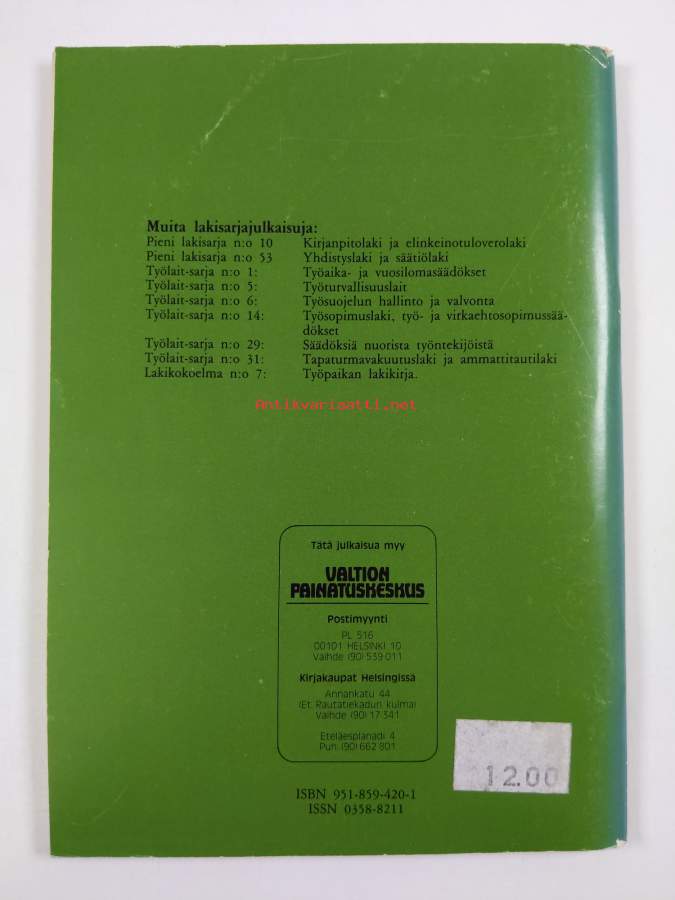 Muita lakisarjajulkaisuja:
Pieni lakisarja n:o 10 Kirjanpitolaki ja elinkeinotuloverolaki
Pieni lakisarja n:o 53 Yhdistyslaki ja säätiölaki
Työlait-sarja n:o 1: Työaika- ja vuosilomasäädökset
Työlait-sarja n:o 5: Työturvallisuuslait
Työlait-sarja n:o 6: Työsuojelun hallinto ja valvonta
Työlait-sarja n:o 14: Työsopimuslaki, työ- ja virkaehtosopimussää-
dökset
Työlait-sarja n:o 29: Säädöksiä nuorista työntekijöistä
Työlait-sarja n:o 31: Tapaturmavakuutuslaki ja ammattitautilaki
Lakikokoelma n:o 7: Työpaikan lakikirja.
Antikvariaatti.net
Tätä julkaisua myy
VALTION
PAINATUSKESKUS
Postimyynti
PL 516
00101 HELSINKI 10
Vaihde (90) 539 011
Kirjakaupat Helsingissä
Annankatu 44
(Et. Rautatiekadun kulma)
Vaihde (90) 17 341
Eteläesplanadi 4
Puh. (90) 662 801
12.00
ISBN 951-859-420-1
ISSN 0358-8211